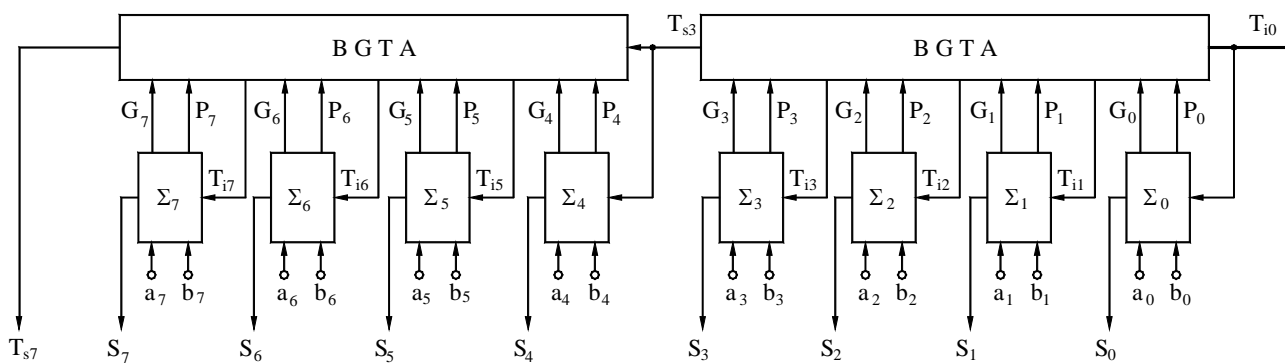 T_s3 T_i0
B G T A B G T A
G_7 P_7 G_6 P_6 G_5 P_5 G_4 P_4 G_3 P_3 G_2 P_2 G_1 P_1 G_0 P_0
T_i7 T_i6 T_i5 T_i3 T_i2 T_i1
Σ_7 Σ_6 Σ_5 Σ_4 Σ_3 Σ_2 Σ_1 Σ_0
a_7 b_7 a_6 b_6 a_5 b_5 a_4 b_4 a_3 b_3 a_2 b_2 a_1 b_1 a_0 b_0
T_s7 S_7 S_6 S_5 S_4 S_3 S_2 S_1 S_0